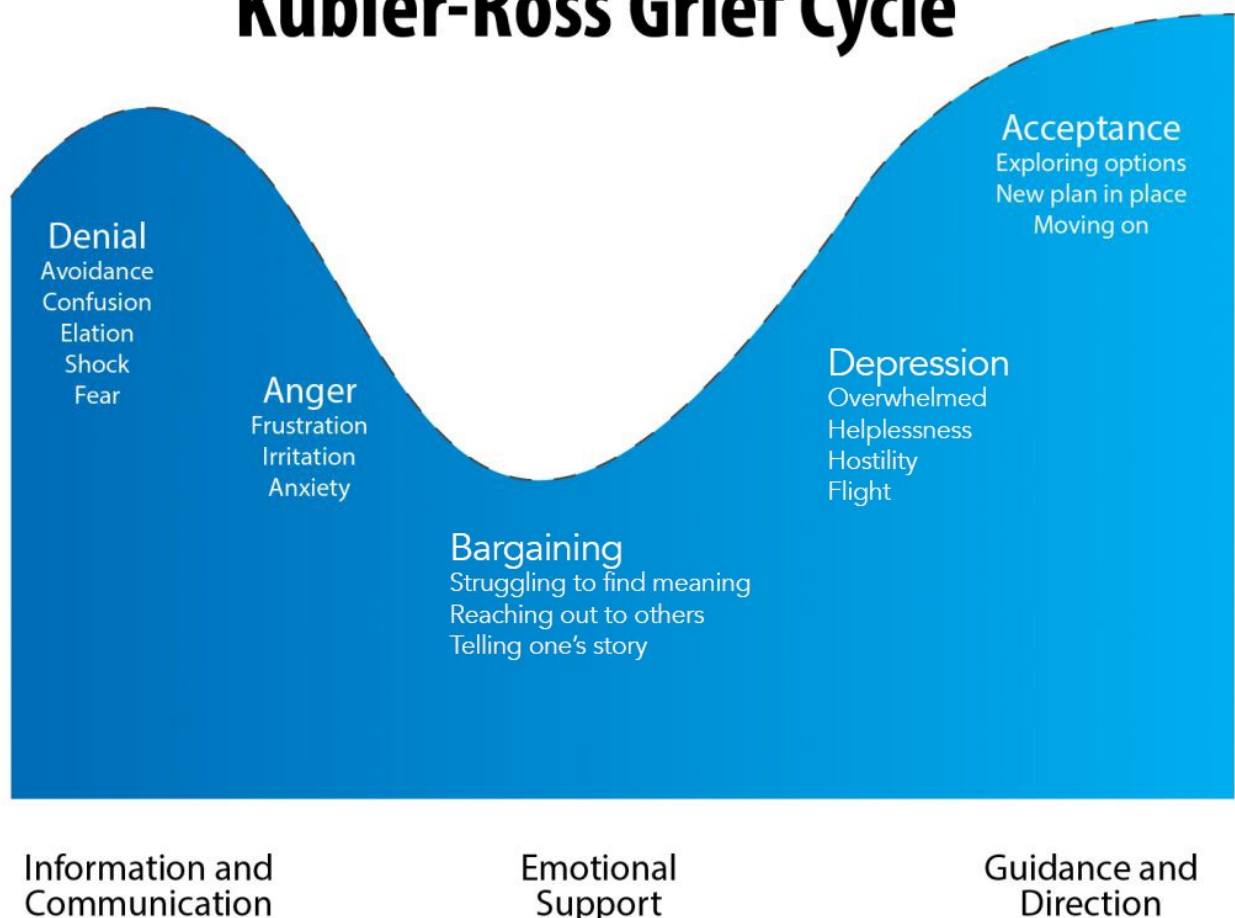 Kübler-Ross Grief Cycle
Denial
Avoidance
Confusion
Elation
Shock
Fear
Anger
Frustration
Irritation
Anxiety
Bargaining
Struggling to find meaning
Reaching out to others
Telling one's story
Depression
Overwhelmed
Helplessness
Hostility
Flight
Acceptance
Exploring options
New plan in place
Moving on
Information and
Communication
Emotional
Support
Guidance and
Direction